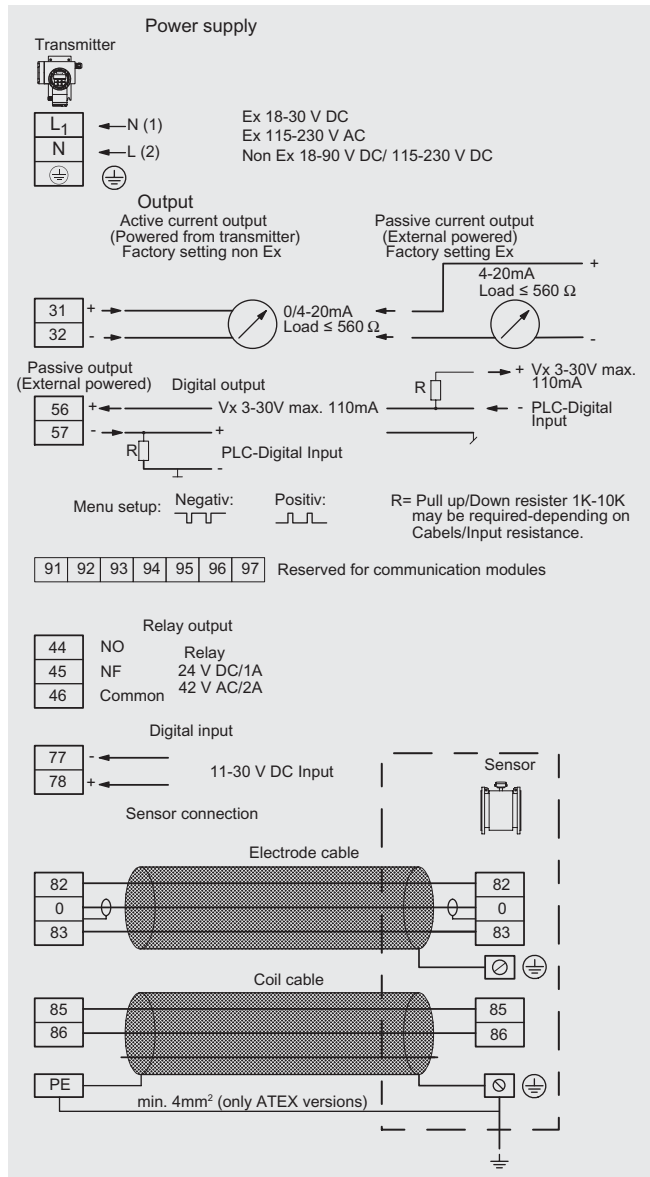 Power supply
Transmitter
L1
N (1)
Ex 18-30 V DC
Ex 115-230 V AC
N
L (2)
Non Ex 18-90 V DC/ 115-230 V DC
Output
Active current output
(Powered from transmitter)
Factory setting non Ex
Passive current output
(External powered)
Factory setting Ex
+
4-20mA
Load ≤ 560 Ω
31 +
0/4-20mA
32 -
Load ≤ 560 Ω
-
Passive output
(External powered)
Digital output
+ Vx 3-30V max.
110mA
R
56 +
Vx 3-30V max. 110mA
- PLC-Digital
Input
57 -
+
R
PLC-Digital Input
-
Menu setup:
Negativ:
Positiv:
R= Pull up/Down resister 1K-10K
may be required-depending on
Cabels/Input resistance.
91 92 93 94 95 96 97 Reserved for communication modules
Relay output
44 NO
45 NF
46 Common
Relay
24 V DC/1A
42 V AC/2A
Digital input
77 -
78 +
11-30 V DC Input
Sensor
Sensor connection
Electrode cable
82 82
0 0
83 83
Coil cable
85 85
86 86
PE
min. 4mm² (only ATEX versions)